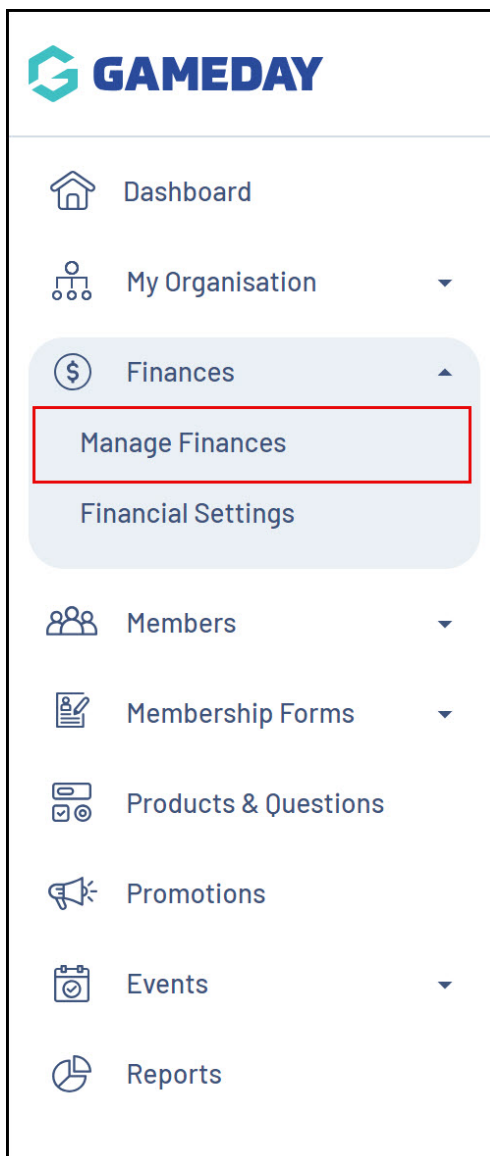 GAMEDAY
Dashboard
My Organisation
Finances
Manage Finances
Financial Settings
Members
Membership Forms
Products & Questions
Promotions
Events
Reports